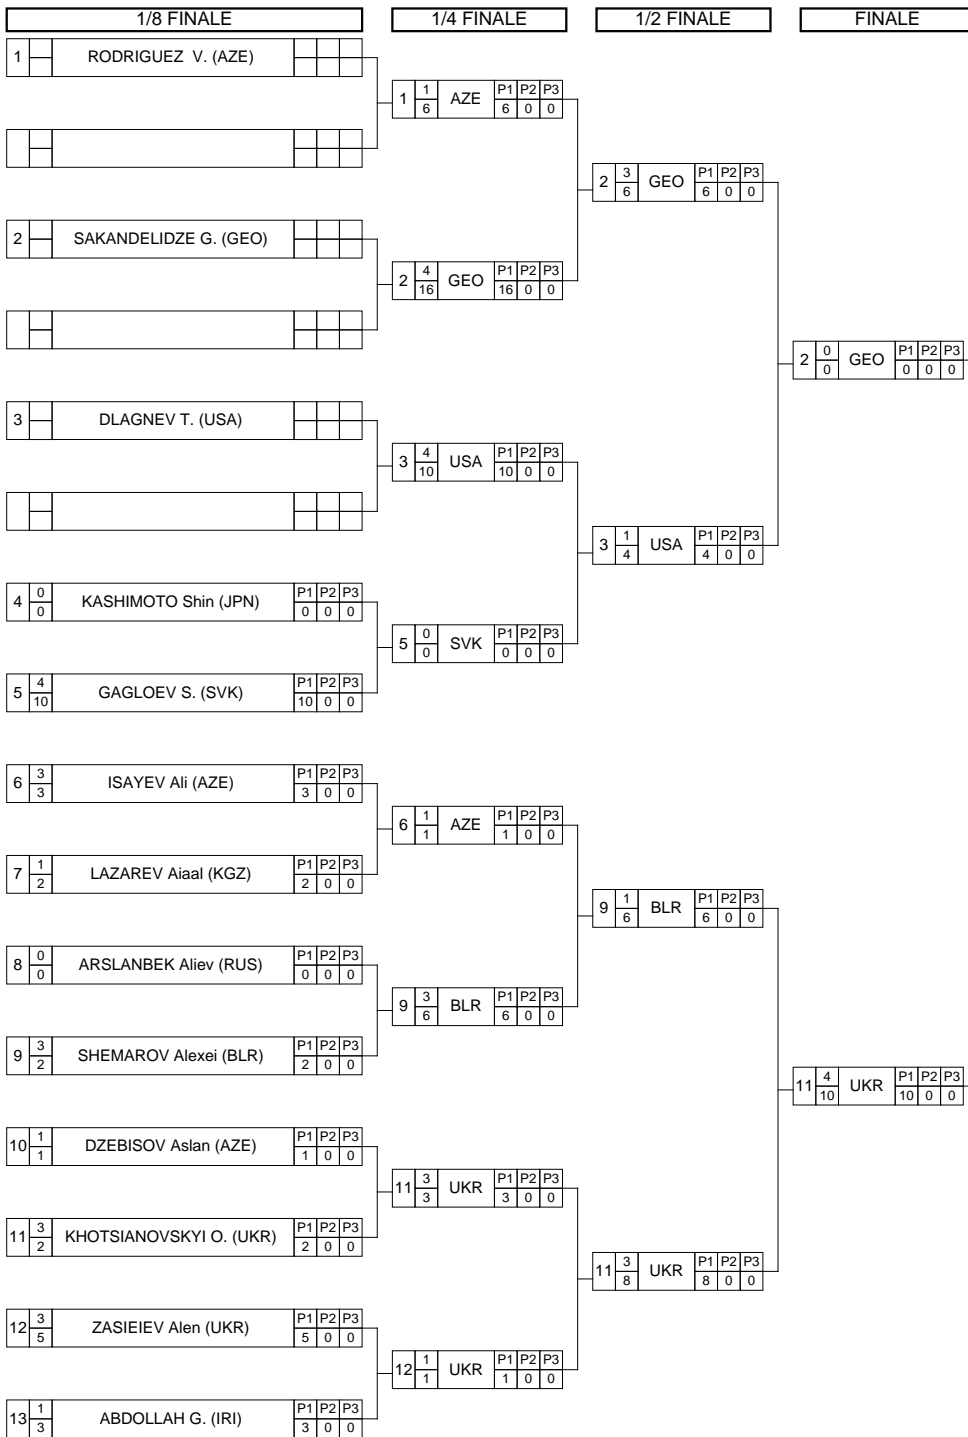 1/8 FINALE 1/4 FINALE 1/2 FINALE FINALE
1 RODRIGUEZ V. (AZE)
1 1 AZE P1 P2 P3
6 6 0 0
2 3 GEO P1 P2 P3
6 6 0 0
2 SAKANDELIDZE G. (GEO)
2 4 GEO P1 P2 P3
16 16 0 0
2 0 GEO P1 P2 P3
0 0 0 0
3 DLAGNEV T. (USA)
3 4 USA P1 P2 P3
10 10 0 0
3 1 USA P1 P2 P3
4 4 0 0
4 0 KASHIMOTO Shin (JPN) P1 P2 P3
0 0 0 0
5 0 SVK P1 P2 P3
0 0 0 0
5 4 GAGLOEV S. (SVK) P1 P2 P3
10 10 0 0
6 3 ISAYEV Ali (AZE) P1 P2 P3
3 3 0 0
6 1 AZE P1 P2 P3
1 1 0 0
7 1 LAZAREV Aiaal (KGZ) P1 P2 P3
2 2 0 0
9 1 BLR P1 P2 P3
6 6 0 0
8 0 ARSLANBEK Aliev (RUS) P1 P2 P3
0 0 0 0
9 3 BLR P1 P2 P3
6 6 0 0
9 3 SHEMAROV Alexei (BLR) P1 P2 P3
2 2 0 0
11 4 UKR P1 P2 P3
10 10 0 0
10 1 DZEBISOV Aslan (AZE) P1 P2 P3
1 1 0 0
11 3 UKR P1 P2 P3
3 3 0 0
11 3 KHOTSIANOVSKYI O. (UKR) P1 P2 P3
2 2 0 0
11 3 UKR P1 P2 P3
8 8 0 0
12 3 ZASIEIEV Alen (UKR) P1 P2 P3
5 5 0 0
12 1 UKR P1 P2 P3
1 1 0 0
13 1 ABDOLLAH G. (IRI) P1 P2 P3
3 3 0 0